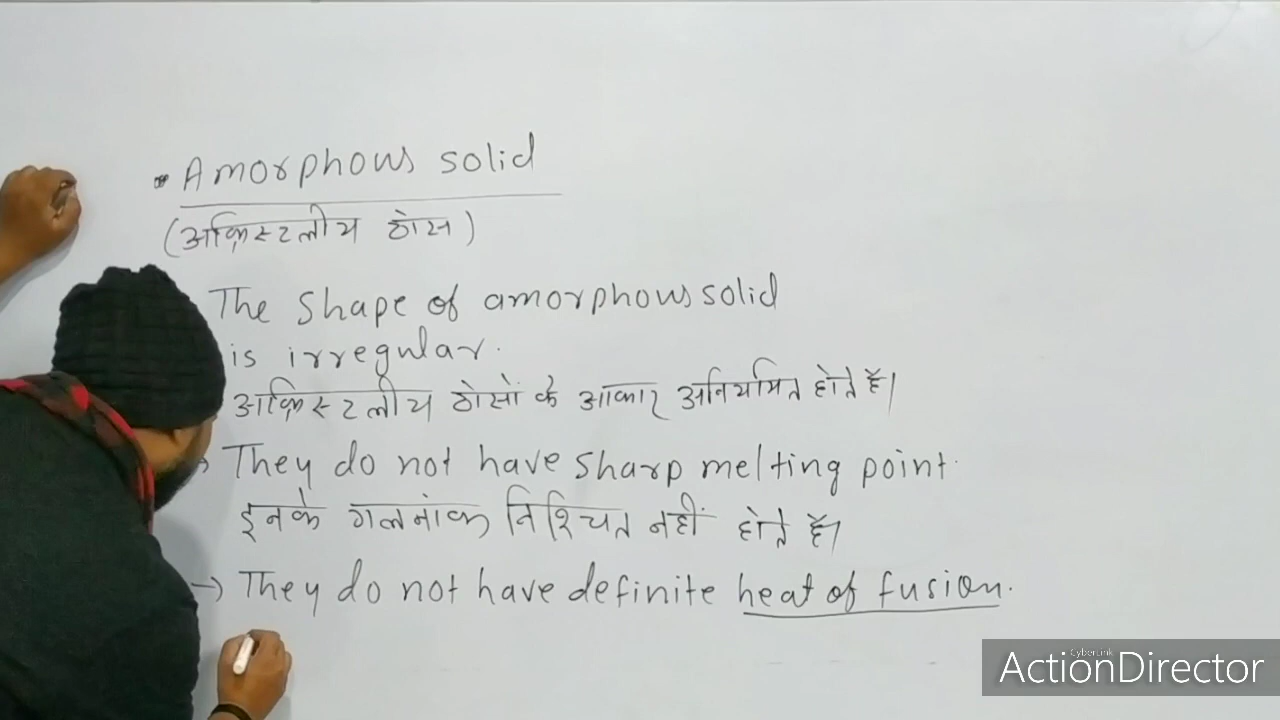 Amorphous solid
(अक्रिस्टलीय ठोस)
The shape of amorphous solid
is irregular.
अक्रिस्टलीय ठोसों के आकार अनियमित होते हैं।
They do not have sharp melting point.
इनके गलनांक निश्चित नहीं होते हैं।
→ They do not have definite heat of fusion.
CyberLink
ActionDirector